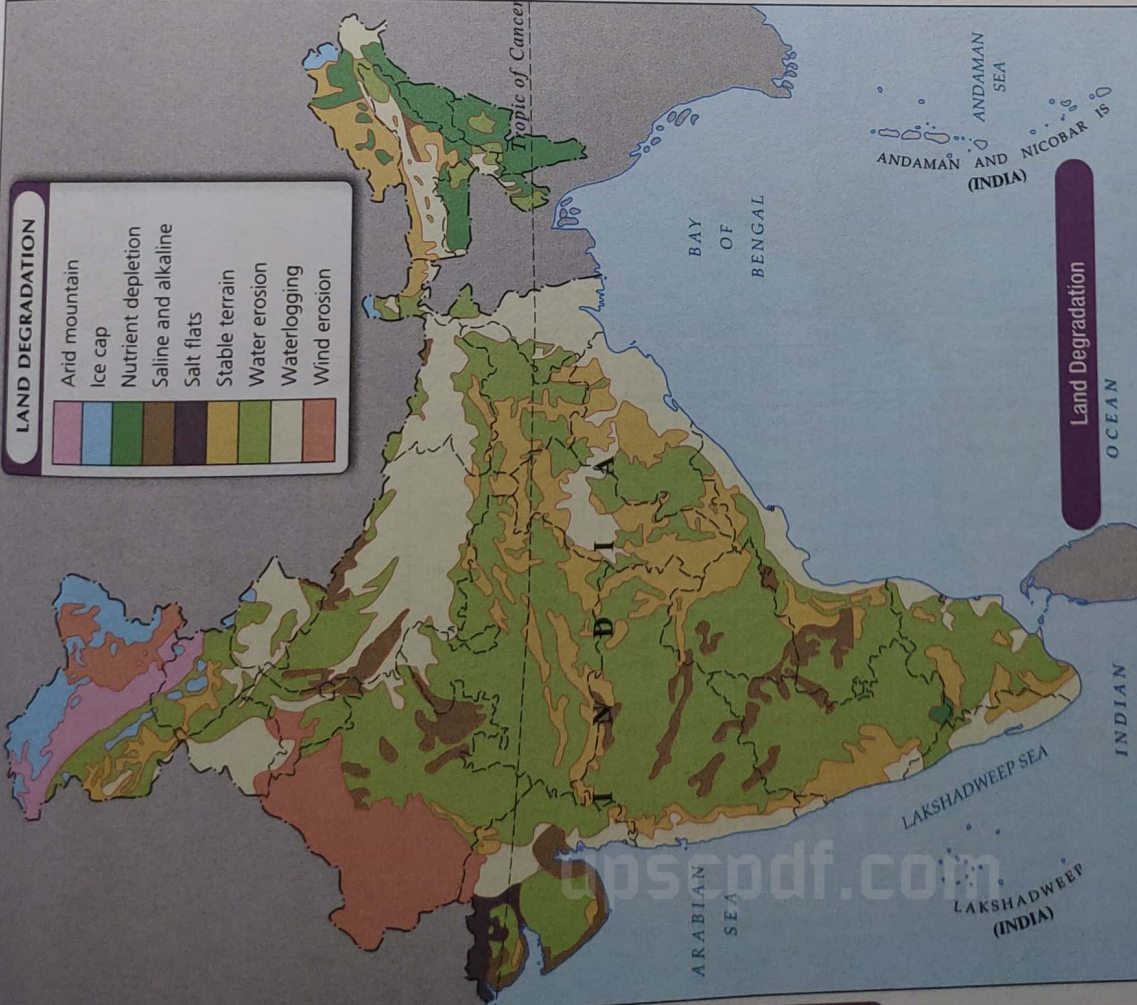 LAND DEGRADATION
Arid mountain
Ice cap
Nutrient depletion
Saline and alkaline
Salt flats
Stable terrain
Water erosion
Waterlogging
Wind erosion
Tropic of Cancer
INDIA
BAY
OF
BENGAL
ANDAMAN
SEA
ANDAMAN AND NICOBAR IS
(INDIA)
ARABIAN
SEA
LAKSHADWEEP SEA
LAKSHADWEEP
(INDIA)
INDIAN OCEAN
Land Degradation
upscpdf.com